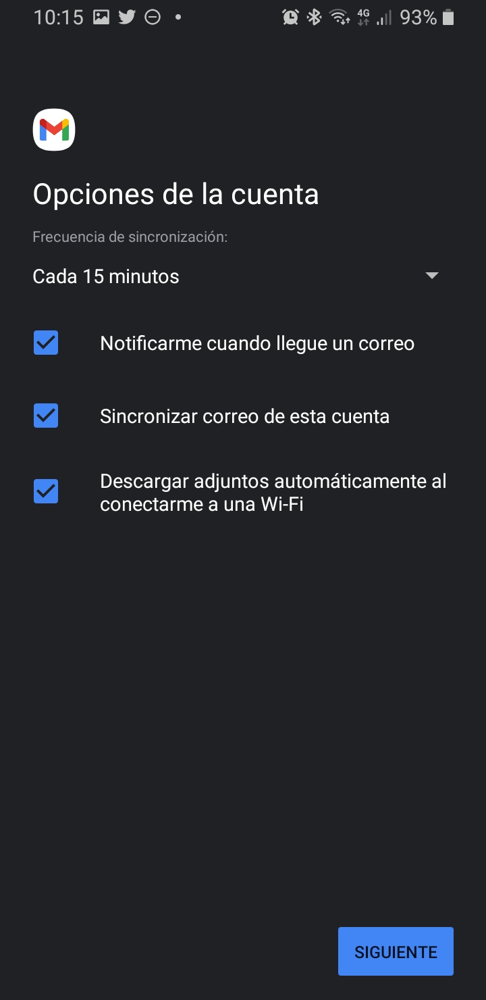 10:15 4G 93%
Opciones de la cuenta
Frecuencia de sincronización:
Cada 15 minutos
Notificarme cuando llegue un correo
Sincronizar correo de esta cuenta
Descargar adjuntos automáticamente al
conectarme a una Wi-Fi
SIGUIENTE